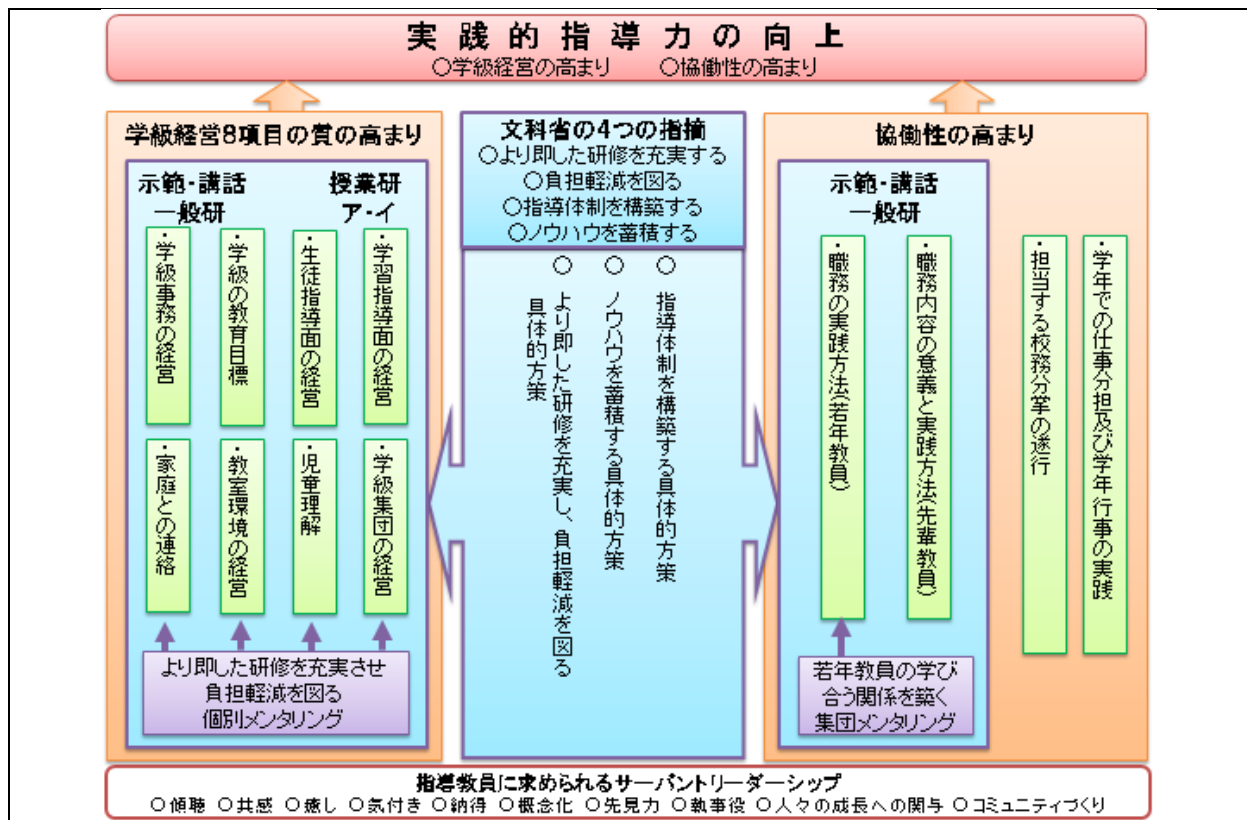 実践的指導力の向上
○学級経営の高まり ○協働性の高まり
学級経営8項目の質の高まり
示範・講話
一般研
授業研
ア・イ
・学級事務の経営
・学級の教育目標
・生徒指導面の経営
・学習指導面の経営
・家庭との連絡
・教室環境の経営
・児童理解
・学級集団の経営
より即した研修を充実させ
負担軽減を図る
個別メンタリング
文科省の4つの指摘
○より即した研修を充実する
○負担軽減を図る
○指導体制を構築する
○ノウハウを蓄積する
○ 指導体制を構築する具体的方策
○ ノウハウを蓄積する具体的方策
○ より即した研修を充実し、負担軽減を図る
具体的方策
協働性の高まり
示範・講話
一般研
・職務の実践方法(若年教員)
・職務内容の意義と実践方法(先輩教員)
・担当する校務分掌の遂行
・学年での仕事分担及び学年行事の実践
若年教員の学び
合う関係を築く
集団メンタリング
指導教員に求められるサーバントリーダーシップ
○傾聴 ○共感 ○癒し ○気付き ○納得 ○概念化 ○先見力 ○執事役 ○人々の成長への関与 ○コミュニティづくり